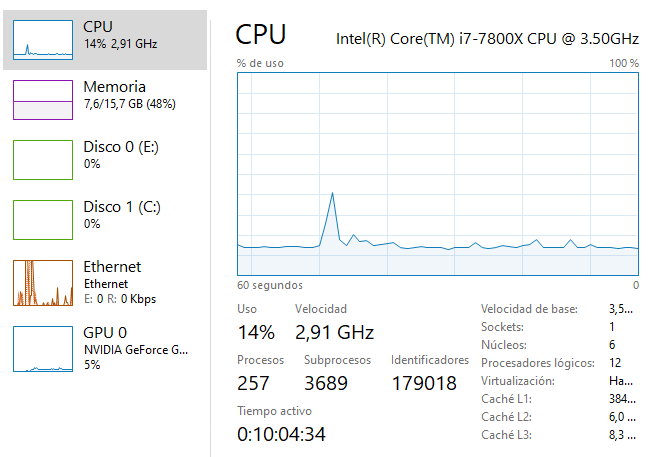 CPU
14% 2,91 GHz
Memoria
7,6/15,7 GB (48%)
Disco 0 (E:)
0%
Disco 1 (C:)
0%
Ethernet
Ethernet
E: 0 R: 0 Kbps
GPU 0
NVIDIA GeForce G...
5%
CPU
Intel(R) Core(TM) i7-7800X CPU @ 3.50GHz
% de uso
100 %
60 segundos
0
Uso
Velocidad
14%
2,91 GHz
Procesos
Subprocesos
Identificadores
257
3689
179018
Tiempo activo
0:10:04:34
Velocidad de base: 3,5...
Sockets: 1
Núcleos: 6
Procesadores lógicos: 12
Virtualización: Ha...
Caché L1: 384...
Caché L2: 6,0 ...
Caché L3: 8,3 ...